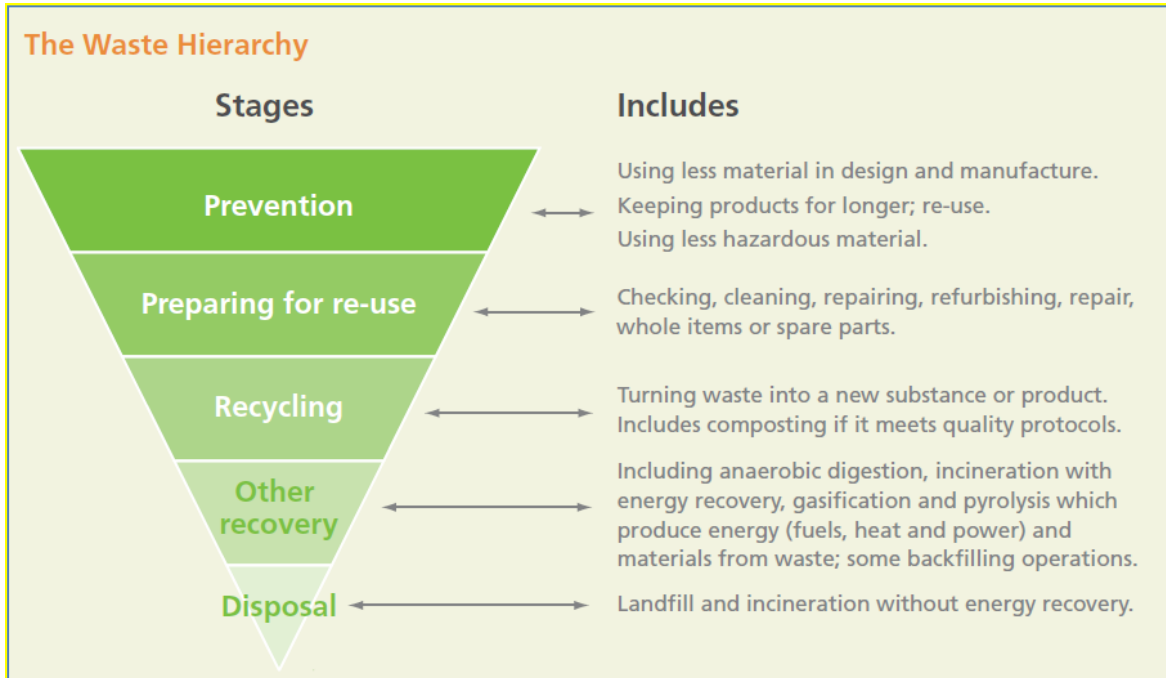 The Waste Hierarchy
Stages
Includes
Prevention
Using less material in design and manufacture.
Keeping products for longer; re-use.
Using less hazardous material.
Preparing for re-use
Checking, cleaning, repairing, refurbishing, repair,
whole items or spare parts.
Recycling
Turning waste into a new substance or product.
Includes composting if it meets quality protocols.
Other
recovery
Including anaerobic digestion, incineration with
energy recovery, gasification and pyrolysis which
produce energy (fuels, heat and power) and
materials from waste; some backfilling operations.
Disposal
Landfill and incineration without energy recovery.